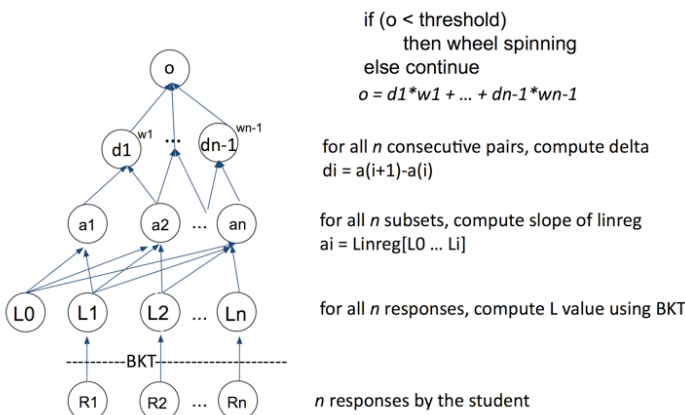 if (o < threshold)
then wheel spinning
else continue
o = d1*w1 + ... + dn-1*wn-1
o
w1
wn-1
d1
...
dn-1
for all n consecutive pairs, compute delta
di = a(i+1)-a(i)
a1
a2
...
an
for all n subsets, compute slope of linreg
ai = Linreg[L0 ... Li]
L0
L1
L2
...
Ln
for all n responses, compute L value using BKT
BKT
R1
R2
...
Rn
n responses by the student